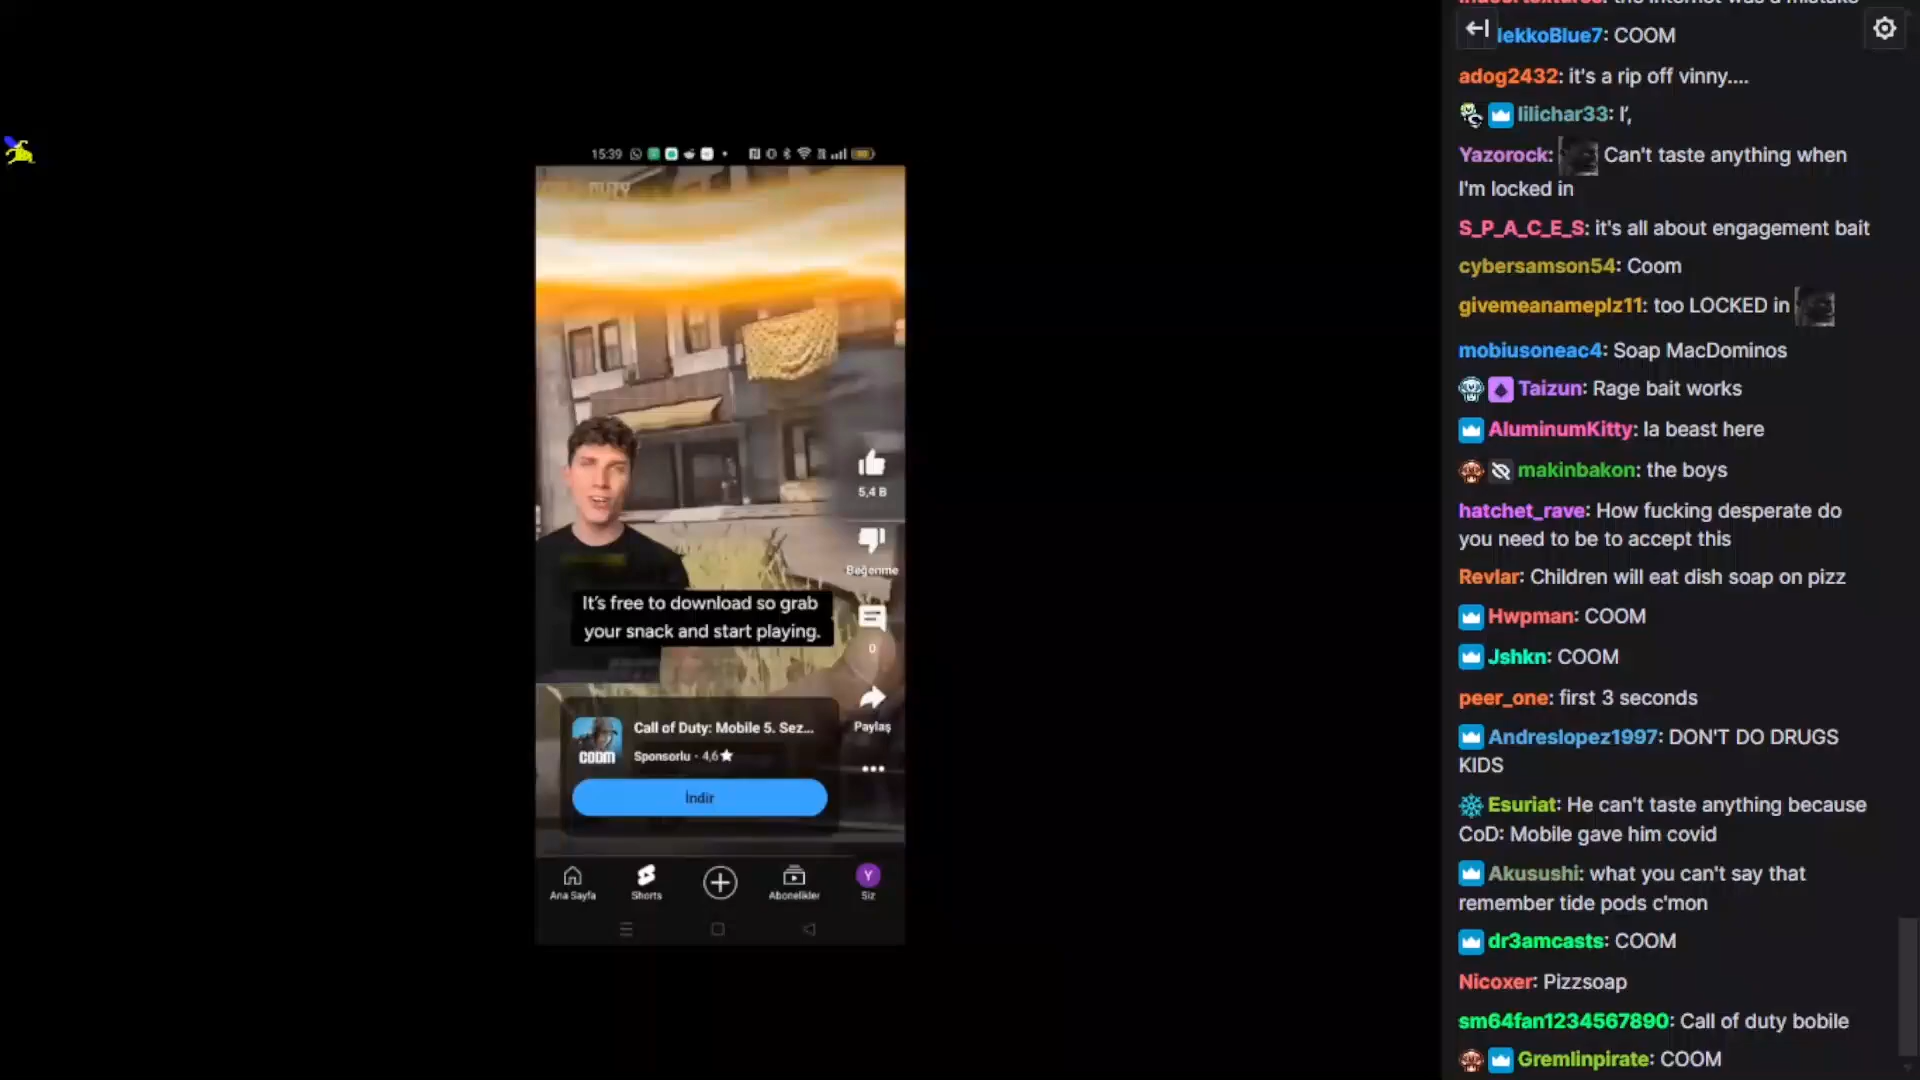 15:39
DUTY
5,4 B
Beğenme
It's free to download so grab
your snack and start playing.
0
Paylaş
Call of Duty: Mobile 5. Sez...
CODM
Sponsorlu · 4,6★
İndir
Ana Sayfa
Shorts
Abonelikler
Y
Siz
lekkoBlue7: COOM
adog2432: it's a rip off vinny....
lilichar33: I',
Yazorock: Can't taste anything when
I'm locked in
S_P_A_C_E_S: it's all about engagement bait
cybersamson54: Coom
givemeanameplz11: too LOCKED in
mobiusoneac4: Soap MacDominos
Taizun: Rage bait works
AluminumKitty: la beast here
makinbakon: the boys
hatchet_rave: How fucking desperate do
you need to be to accept this
Revlar: Children will eat dish soap on pizz
Hwpman: COOM
Jshkn: COOM
peer_one: first 3 seconds
Andreslopez1997: DON'T DO DRUGS
KIDS
Esuriat: He can't taste anything because
CoD: Mobile gave him covid
Akusushi: what you can't say that
remember tide pods c'mon
dr3amcasts: COOM
Nicoxer: Pizzsoap
sm64fan1234567890: Call of duty bobile
Gremlinpirate: COOM